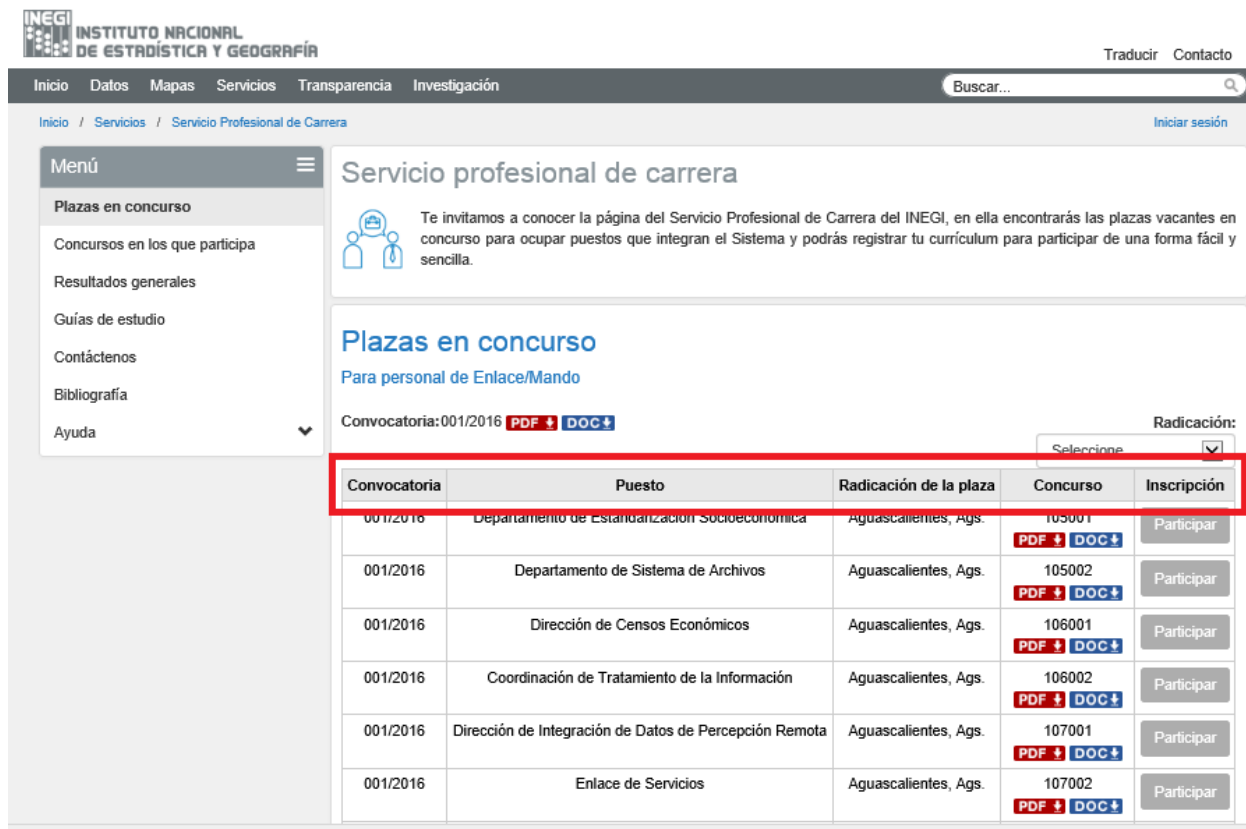 INEGI
INSTITUTO NACIONAL
DE ESTADÍSTICA Y GEOGRAFÍA
Traducir Contacto
Inicio Datos Mapas Servicios Transparencia Investigación Buscar...
Inicio / Servicios / Servicio Profesional de Carrera Iniciar sesión
Menú
Plazas en concurso
Concursos en los que participa
Resultados generales
Guías de estudio
Contáctenos
Bibliografía
Ayuda
Servicio profesional de carrera
Te invitamos a conocer la página del Servicio Profesional de Carrera del INEGI, en ella encontrarás las plazas vacantes en
concurso para ocupar puestos que integran el Sistema y podrás registrar tu currículum para participar de una forma fácil y
sencilla.
Plazas en concurso
Para personal de Enlace/Mando
Convocatoria:001/2016 PDF DOC Radicación:
Seleccione
Convocatoria Puesto Radicación de la plaza Concurso Inscripción
001/2016 Departamento de Estandarización Socioeconómica Aguascalientes, Ags. 105001 Participar
PDF DOC
001/2016 Departamento de Sistema de Archivos Aguascalientes, Ags. 105002 Participar
PDF DOC
001/2016 Dirección de Censos Económicos Aguascalientes, Ags. 106001 Participar
PDF DOC
001/2016 Coordinación de Tratamiento de la Información Aguascalientes, Ags. 106002 Participar
PDF DOC
001/2016 Dirección de Integración de Datos de Percepción Remota Aguascalientes, Ags. 107001 Participar
PDF DOC
001/2016 Enlace de Servicios Aguascalientes, Ags. 107002 Participar
PDF DOC